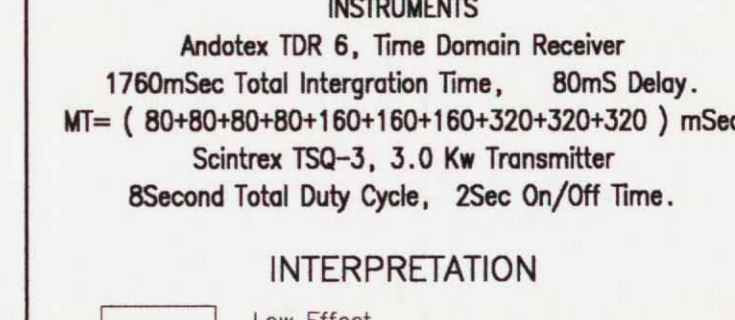 INSTRUMENTS
Andotex TDR 6, Time Domain Receiver
1760mSec Total Intergration Time, 80mS Delay.
MT= ( 80+80+80+80+160+160+160+320+320+320 ) mSec
Scintrex TSQ-3, 3.0 Kw Transmitter
8Second Total Duty Cycle, 2Sec On/Off Time.
INTERPRETATION
Low Effect